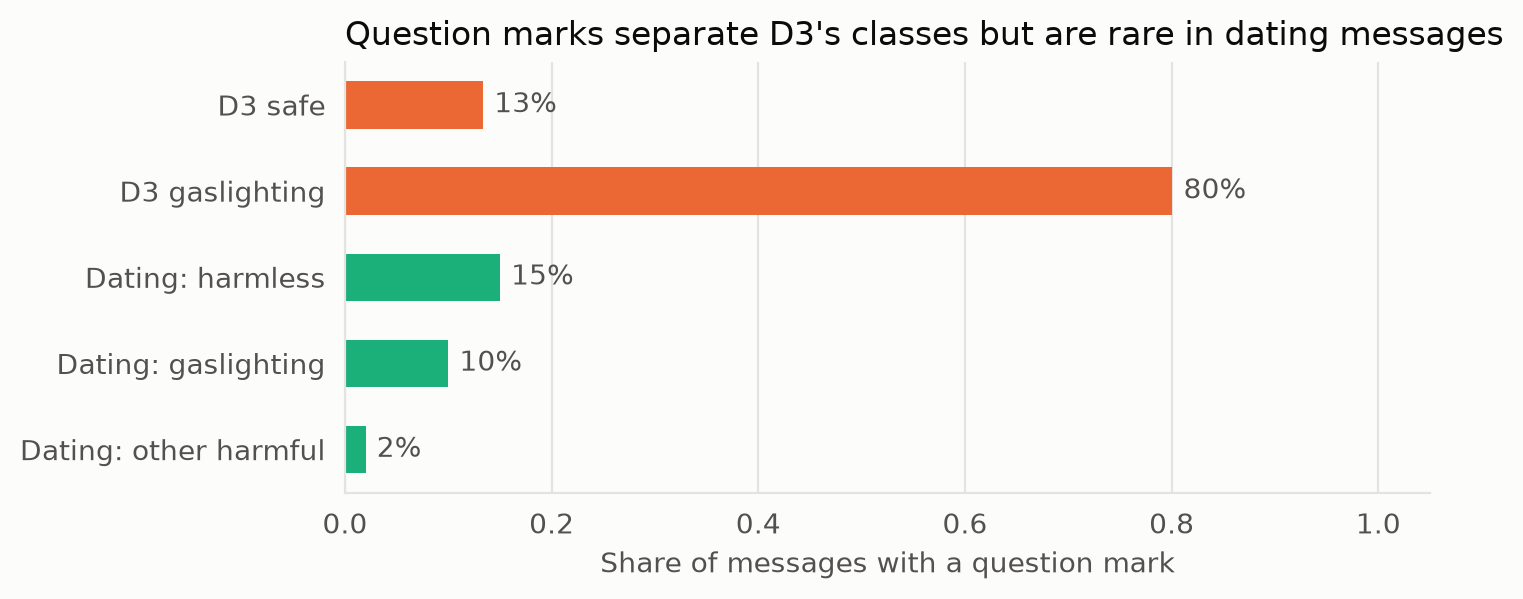 Question marks separate D3's classes but are rare in dating messages
D3 safe
13%
D3 gaslighting
80%
Dating: harmless
15%
Dating: gaslighting
10%
Dating: other harmful
2%
0.0 0.2 0.4 0.6 0.8 1.0
Share of messages with a question mark